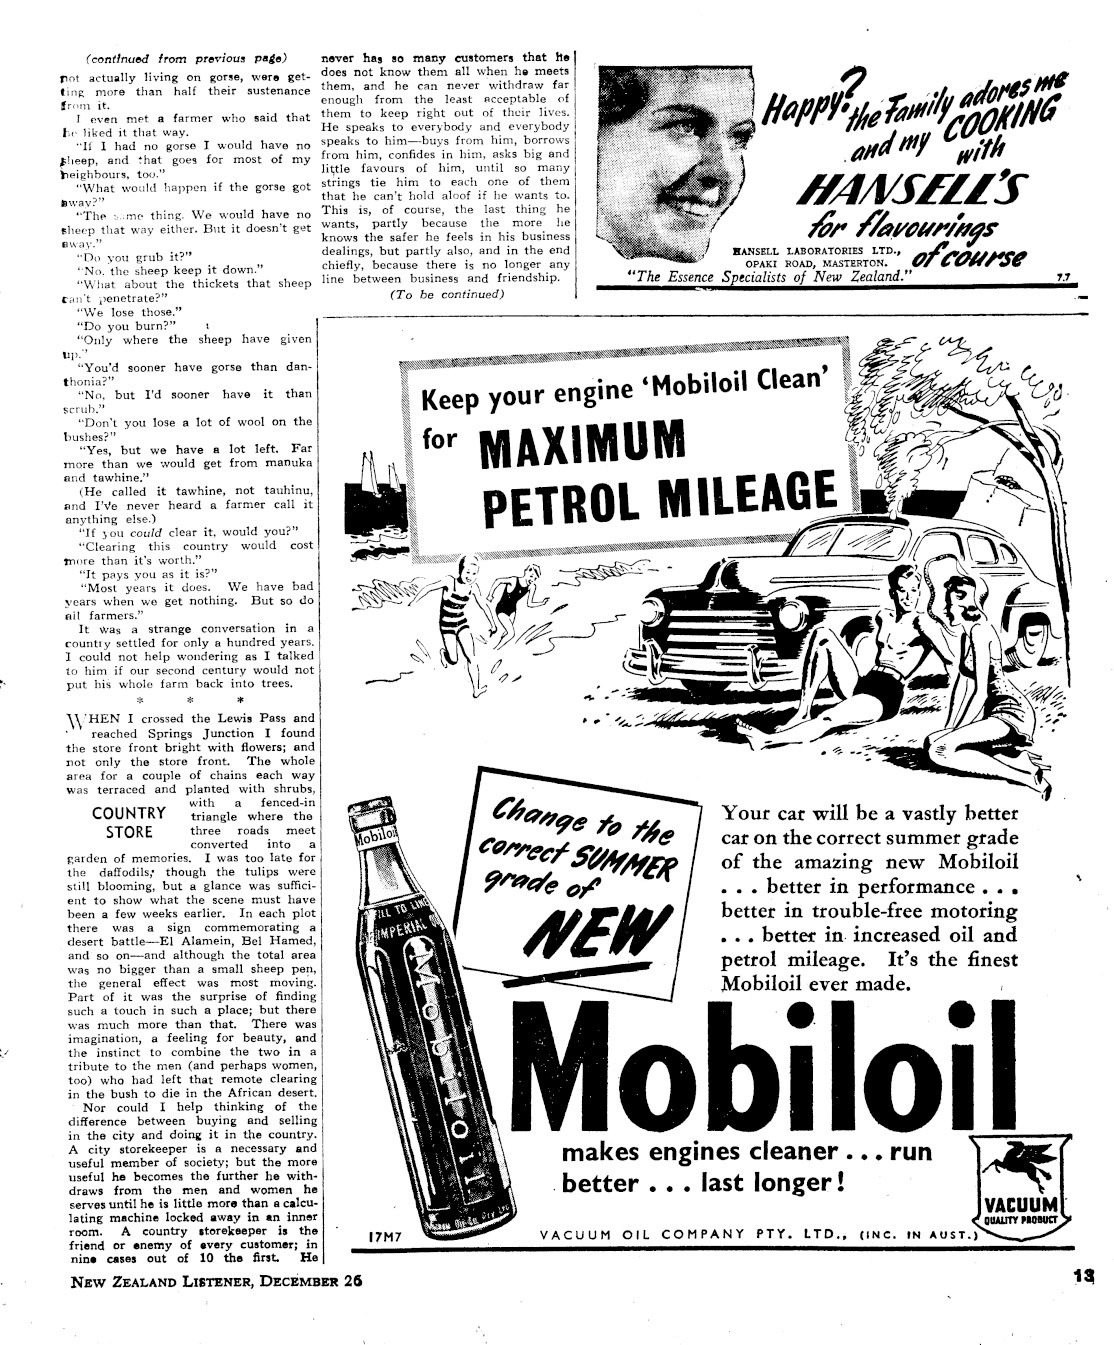 (continued from previous page)
not actually living on gorse, were get-
ting more than half their sustenance
from it.
I even met a farmer who said that
he liked it that way.
"If I had no gorse I would have no
sheep, and that goes for most of my
neighbours, too."
"What would happen if the gorse got
away?"
"The same thing. We would have no
sheep that way either. But it doesn't get
away."
"Do you grub it?"
"No, the sheep keep it down."
"What about the thickets that sheep
can't penetrate?"
"We lose those."
"Do you burn?"
"Only where the sheep have given
up."
"You'd sooner have gorse than dan-
thonia?"
"No, but I'd sooner have it than
scrub."
"Don't you lose a lot of wool on the
bushes?"
"Yes, but we have a lot left. Far
more than we would get from manuka
and tawhine."
(He called it tawhine, not tauhinu,
and I've never heard a farmer call it
anything else.)
"If you could clear it, would you?"
"Clearing this country would cost
more than it's worth."
"It pays you as it is?"
"Most years it does. We have bad
years when we get nothing. But so do
all farmers."
It was a strange conversation in a
country settled for only a hundred years.
I could not help wondering as I talked
to him if our second century would not
put his whole farm back into trees.
* * *
WHEN I crossed the Lewis Pass and
reached Springs Junction I found
the store front bright with flowers; and
not only the store front. The whole
area for a couple of chains each way
was terraced and planted with shrubs,
COUNTRY
STORE
with a fenced-in
triangle where the
three roads meet
converted into a
garden of memories. I was too late for
the daffodils; though the tulips were
still blooming, but a glance was suffici-
ent to show what the scene must have
been a few weeks earlier. In each plot
there was a sign commemorating a
desert battle—El Alamein, Bel Hamed,
and so on—and although the total area
was no bigger than a small sheep pen,
the general effect was most moving.
Part of it was the surprise of finding
such a touch in such a place; but there
was much more than that. There was
imagination, a feeling for beauty, and
the instinct to combine the two in a
tribute to the men (and perhaps women,
too) who had left that remote clearing
in the bush to die in the African desert.
Nor could I help thinking of the
difference between buying and selling
in the city and doing it in the country.
A city storekeeper is a necessary and
useful member of society; but the more
useful he becomes the further he with-
draws from the men and women he
serves until he is little more than a calcu-
lating machine locked away in an inner
room. A country storekeeper is the
friend or enemy of every customer; in
nine cases out of 10 the first. He
never has so many customers that he
does not know them all when he meets
them, and he can never withdraw far
enough from the least acceptable of
them to keep right out of their lives.
He speaks to everybody and everybody
speaks to him—buys from him, borrows
from him, confides in him, asks big and
little favours of him, until so many
strings tie him to each one of them
that he can't hold aloof if he wants to.
This is, of course, the last thing he
wants, partly because the more he
knows the safer he feels in his business
dealings, but partly also, and in the end
chiefly, because there is no longer any
line between business and friendship.
(To be continued)
Happy?
the Family adores me
and my COOKING
with
HANSELL'S
for flavourings
of course
HANSELL LABORATORIES LTD.,
OPAKI ROAD, MASTERTON.
"The Essence Specialists of New Zealand."
7.7
Keep your engine 'Mobiloil Clean'
for MAXIMUM
PETROL MILEAGE
Change to the
correct SUMMER
grade of
NEW
Mobiloil
FILL TO LINE
IMPERIAL
Mobiloil
Your car will be a vastly better
car on the correct summer grade
of the amazing new Mobiloil
. . . better in performance . . .
better in trouble-free motoring
. . . better in increased oil and
petrol mileage. It's the finest
Mobiloil ever made.
Mobiloil
makes engines cleaner . . . run
better . . . last longer!
VACUUM
QUALITY PRODUCT
17M7
VACUUM OIL COMPANY PTY. LTD., (INC. IN AUST.)
NEW ZEALAND LISTENER, DECEMBER 26
13